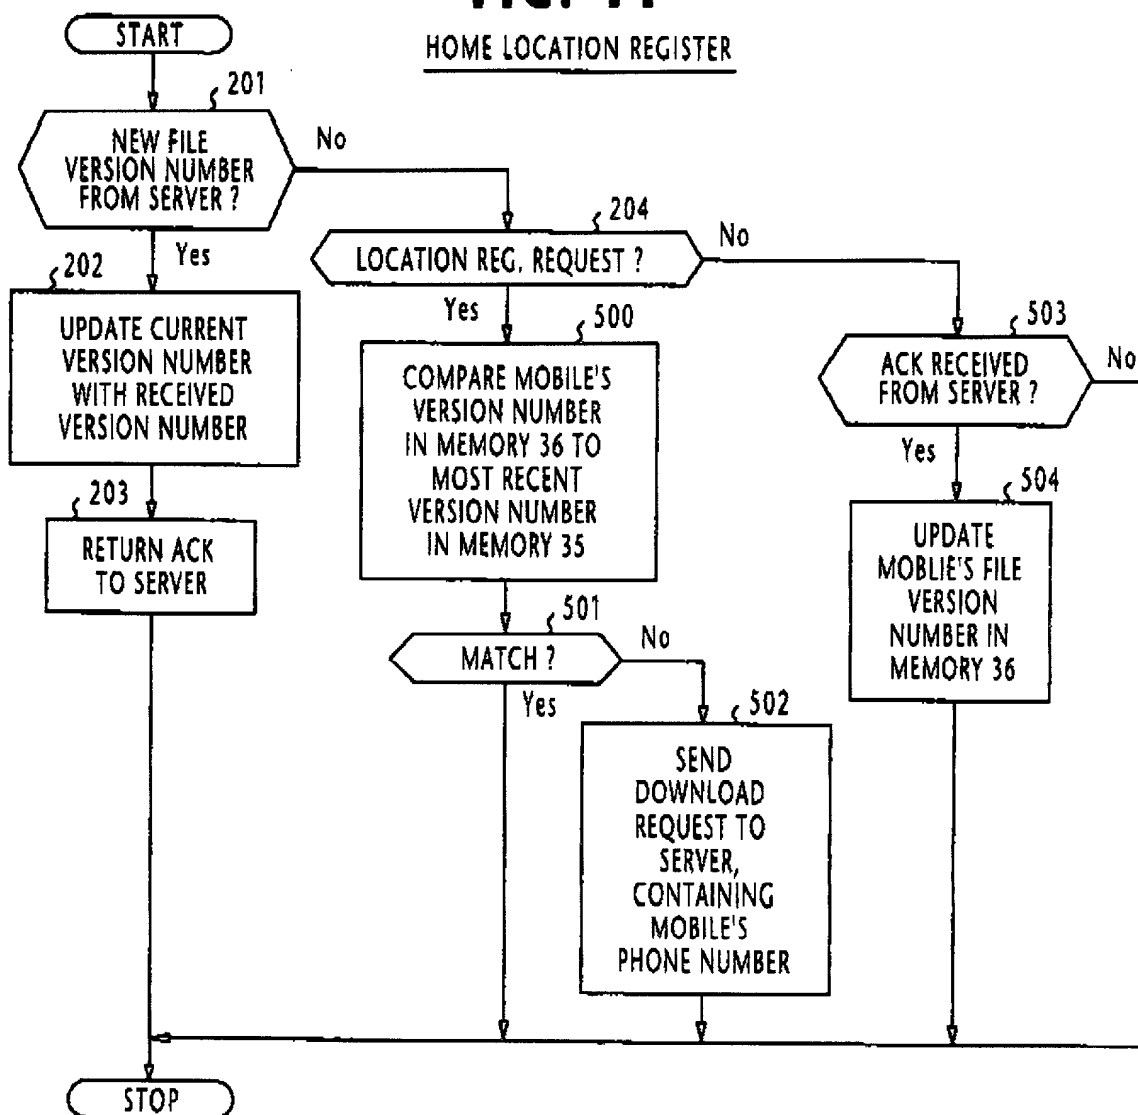 START
HOME LOCATION REGISTER
201
NEW FILE
VERSION NUMBER
FROM SERVER ?
No
Yes
202
UPDATE CURRENT
VERSION NUMBER
WITH RECEIVED
VERSION NUMBER
203
RETURN ACK
TO SERVER
204
LOCATION REG, REQUEST ?
No
Yes
500
COMPARE MOBILE'S
VERSION NUMBER
IN MEMORY 36 TO
MOST RECENT
VERSION NUMBER
IN MEMORY 35
501
MATCH ?
No
Yes
502
SEND
DOWNLOAD
REQUEST TO
SERVER,
CONTAINING
MOBILE'S
PHONE NUMBER
503
ACK RECEIVED
FROM SERVER ?
No
Yes
504
UPDATE
MOBLIE'S FILE
VERSION
NUMBER IN
MEMORY 36
STOP